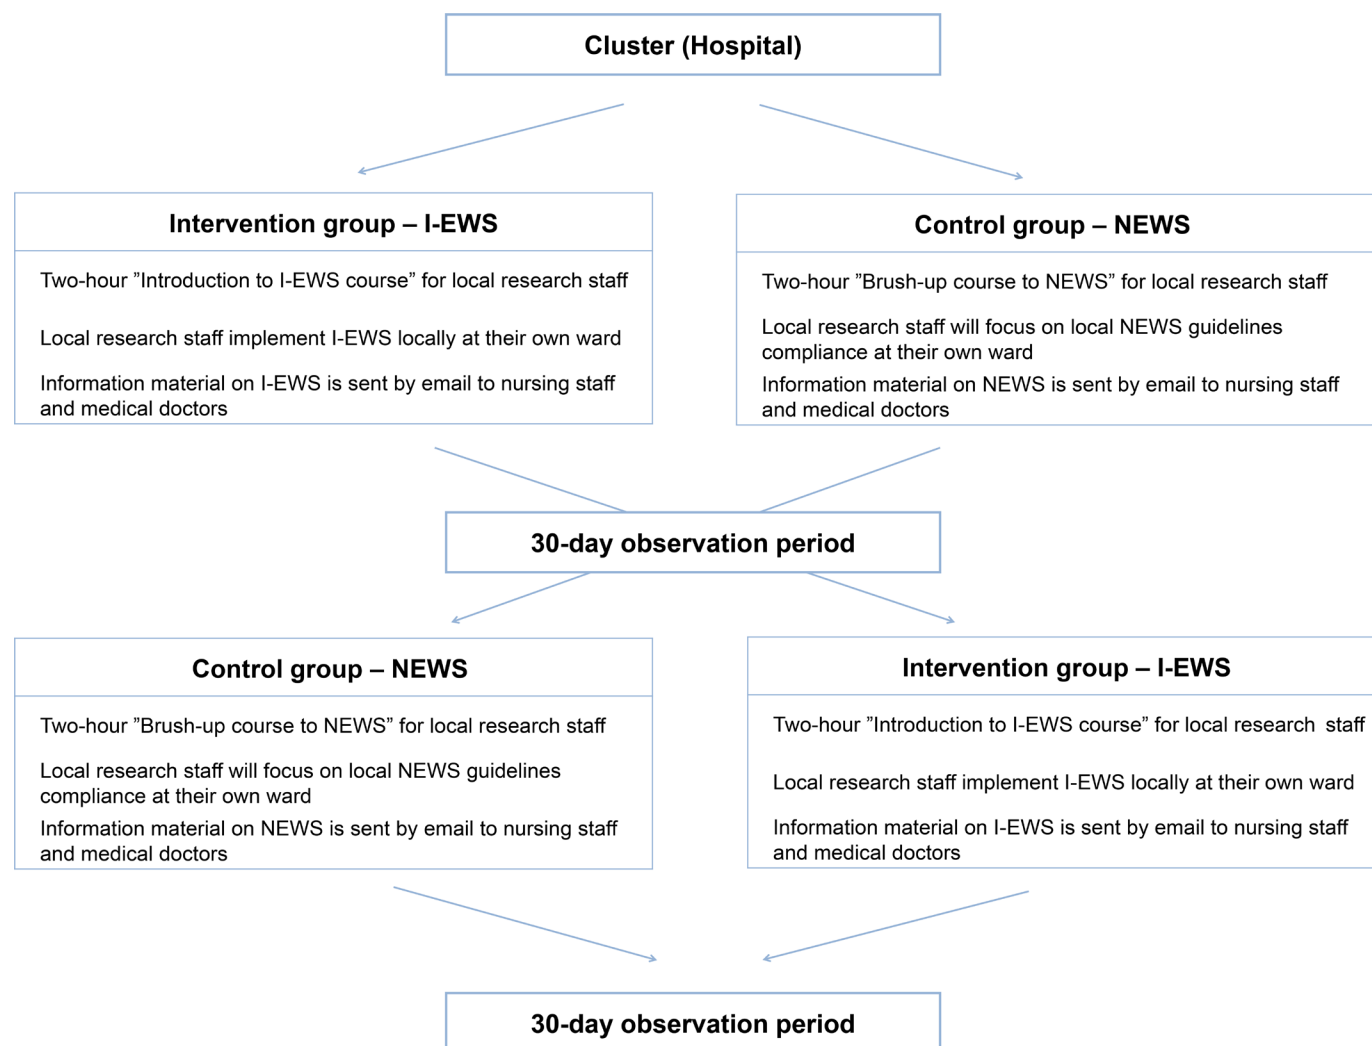 Cluster (Hospital)
Intervention group – I-EWS
Two-hour ”Introduction to I-EWS course” for local research staff
Local research staff implement I-EWS locally at their own ward
Information material on I-EWS is sent by email to nursing staff
and medical doctors
Control group – NEWS
Two-hour ”Brush-up course to NEWS” for local research staff
Local research staff will focus on local NEWS guidelines
compliance at their own ward
Information material on NEWS is sent by email to nursing staff
and medical doctors
30-day observation period
Control group – NEWS
Two-hour ”Brush-up course to NEWS” for local research staff
Local research staff will focus on local NEWS guidelines
compliance at their own ward
Information material on NEWS is sent by email to nursing staff
and medical doctors
Intervention group – I-EWS
Two-hour ”Introduction to I-EWS course” for local research staff
Local research staff implement I-EWS locally at their own ward
Information material on I-EWS is sent by email to nursing staff
and medical doctors
30-day observation period